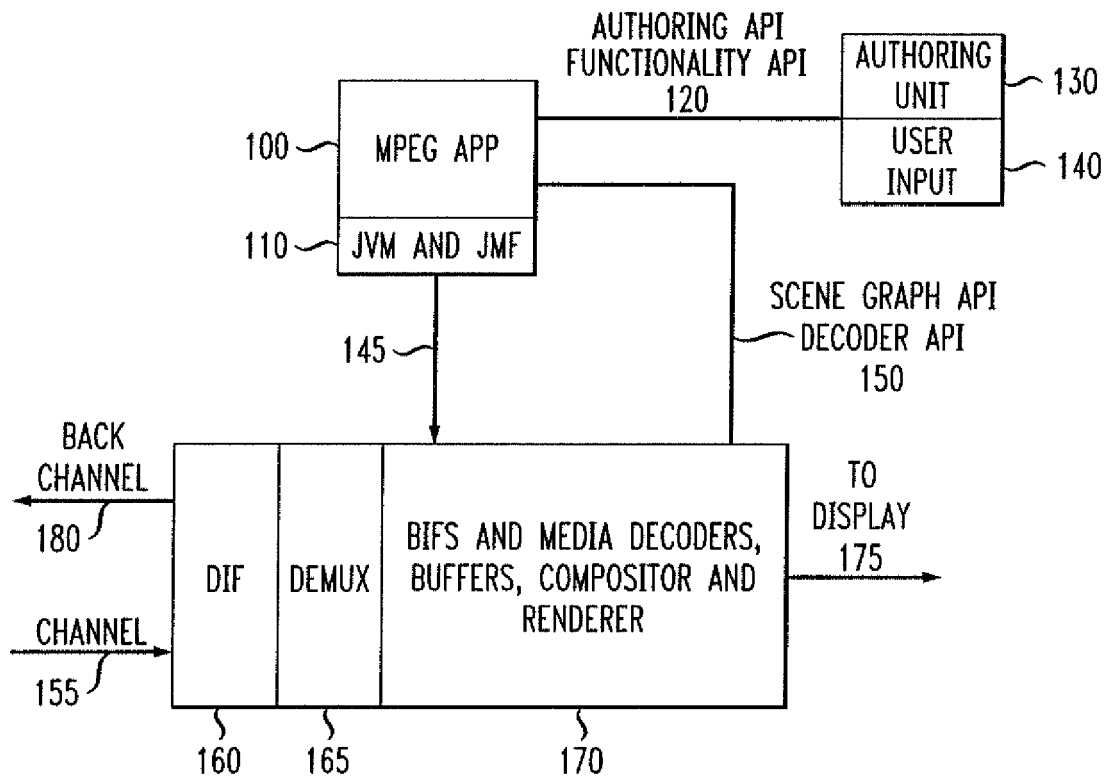 AUTHORING API
FUNCTIONALITY API
120
AUTHORING
UNIT
130
USER
INPUT
140
100
MPEG APP
110
JVM AND JMF
145
SCENE GRAPH API
DECODER API
150
BACK
CHANNEL
180
CHANNEL
155
DIF
DEMUX
BIFS AND MEDIA DECODERS,
BUFFERS, COMPOSITOR AND
RENDERER
TO
DISPLAY
175
160
165
170